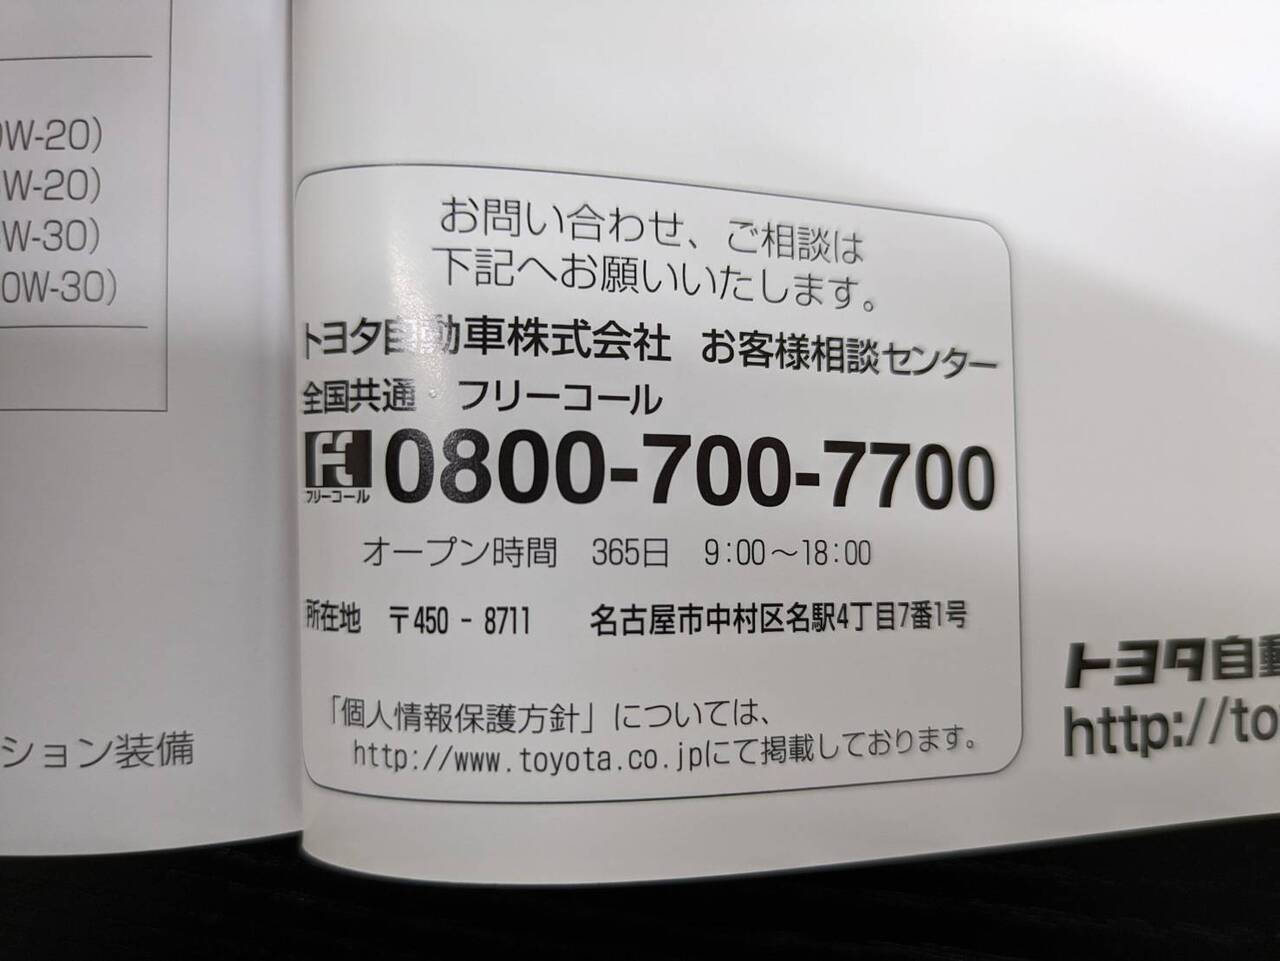 W-20)
W-20)
W-30)
0W-30)
ション装備
お問い合わせ、ご相談は
下記へお願いいたします。
トヨタ自動車株式会社 お客様相談センター
全国共通・フリーコール
フリーコール 0800-700-7700
オープン時間 365日 9:00～18:00
所在地 〒450-8711 名古屋市中村区名駅4丁目7番1号
「個人情報保護方針」については、
http://www.toyota.co.jpにて掲載しております。
トヨタ自動
http://to